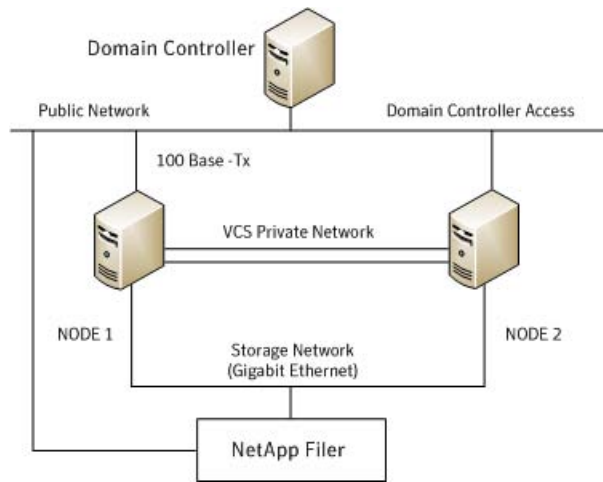 Domain Controller
Public Network
Domain Controller Access
100 Base -Tx
VCS Private Network
NODE 1
NODE 2
Storage Network
(Gigabit Ethernet)
NetApp Filer